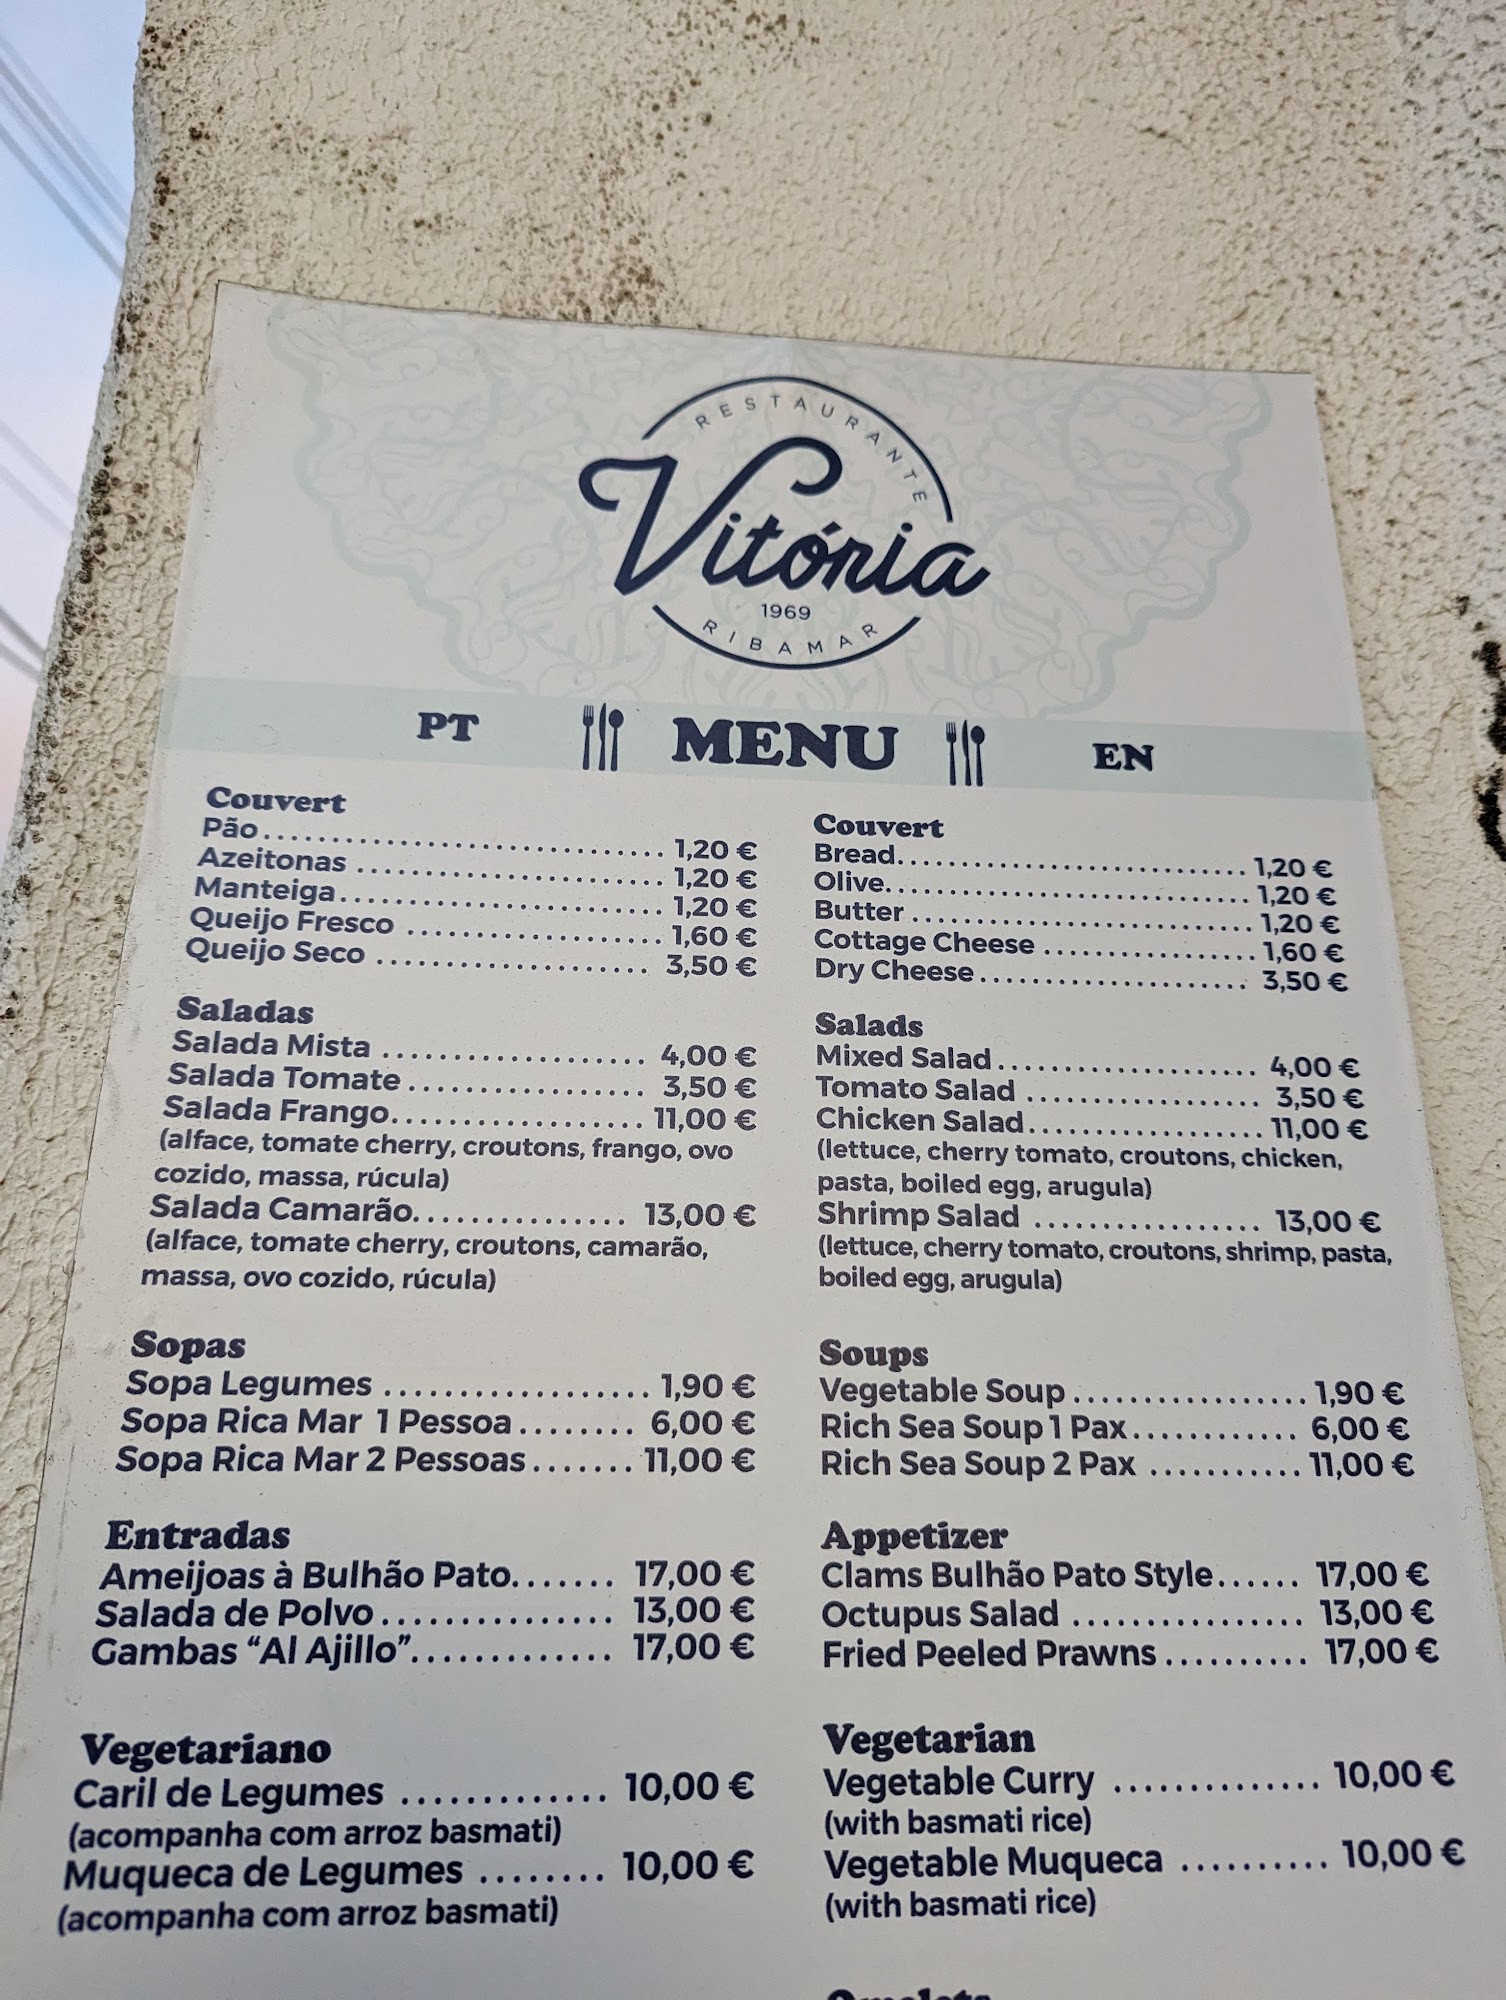 RESTAURANTE
Vitória
1969
RIBAMAR
PT MENU EN
Couvert
Pão 1,20 €
Azeitonas 1,20 €
Manteiga 1,20 €
Queijo Fresco 1,60 €
Queijo Seco 3,50 €
Saladas
Salada Mista 4,00 €
Salada Tomate 3,50 €
Salada Frango 11,00 €
(alface, tomate cherry, croutons, frango, ovo
cozido, massa, rúcula)
Salada Camarão 13,00 €
(alface, tomate cherry, croutons, camarão,
massa, ovo cozido, rúcula)
Sopas
Sopa Legumes 1,90 €
Sopa Rica Mar 1 Pessoa 6,00 €
Sopa Rica Mar 2 Pessoas 11,00 €
Entradas
Ameijoas à Bulhão Pato 17,00 €
Salada de Polvo 13,00 €
Gambas “Al Ajillo” 17,00 €
Vegetariano
Caril de Legumes 10,00 €
(acompanha com arroz basmati)
Muqueca de Legumes 10,00 €
(acompanha com arroz basmati)
Couvert
Bread 1,20 €
Olive 1,20 €
Butter 1,20 €
Cottage Cheese 1,60 €
Dry Cheese 3,50 €
Salads
Mixed Salad 4,00 €
Tomato Salad 3,50 €
Chicken Salad 11,00 €
(lettuce, cherry tomato, croutons, chicken,
pasta, boiled egg, arugula)
Shrimp Salad 13,00 €
(lettuce, cherry tomato, croutons, shrimp, pasta,
boiled egg, arugula)
Soups
Vegetable Soup 1,90 €
Rich Sea Soup 1 Pax 6,00 €
Rich Sea Soup 2 Pax 11,00 €
Appetizer
Clams Bulhão Pato Style 17,00 €
Octupus Salad 13,00 €
Fried Peeled Prawns 17,00 €
Vegetarian
Vegetable Curry 10,00 €
(with basmati rice)
Vegetable Muqueca 10,00 €
(with basmati rice)